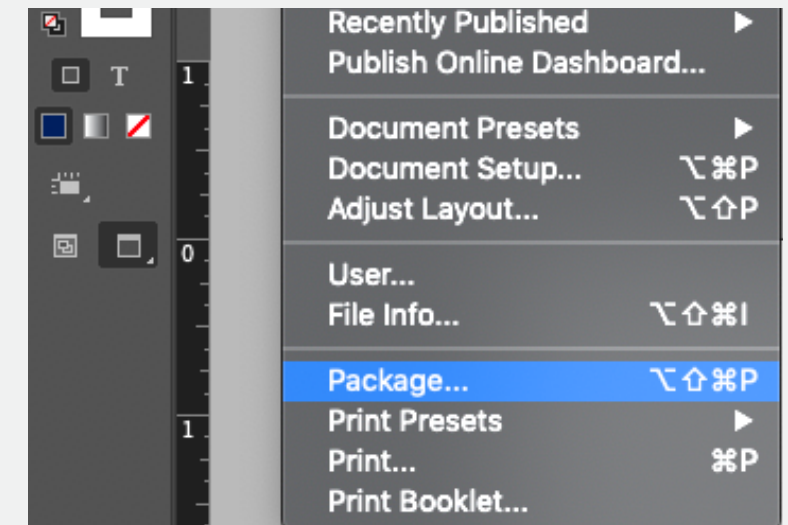 Recently Published ▶
Publish Online Dashboard...
Document Presets ▶
Document Setup... ⌥⌘P
Adjust Layout... ⌥⇧P
User...
File Info... ⌥⇧⌘I
Package... ⌥⇧⌘P
Print Presets ▶
Print... ⌘P
Print Booklet...
T
1
0
1